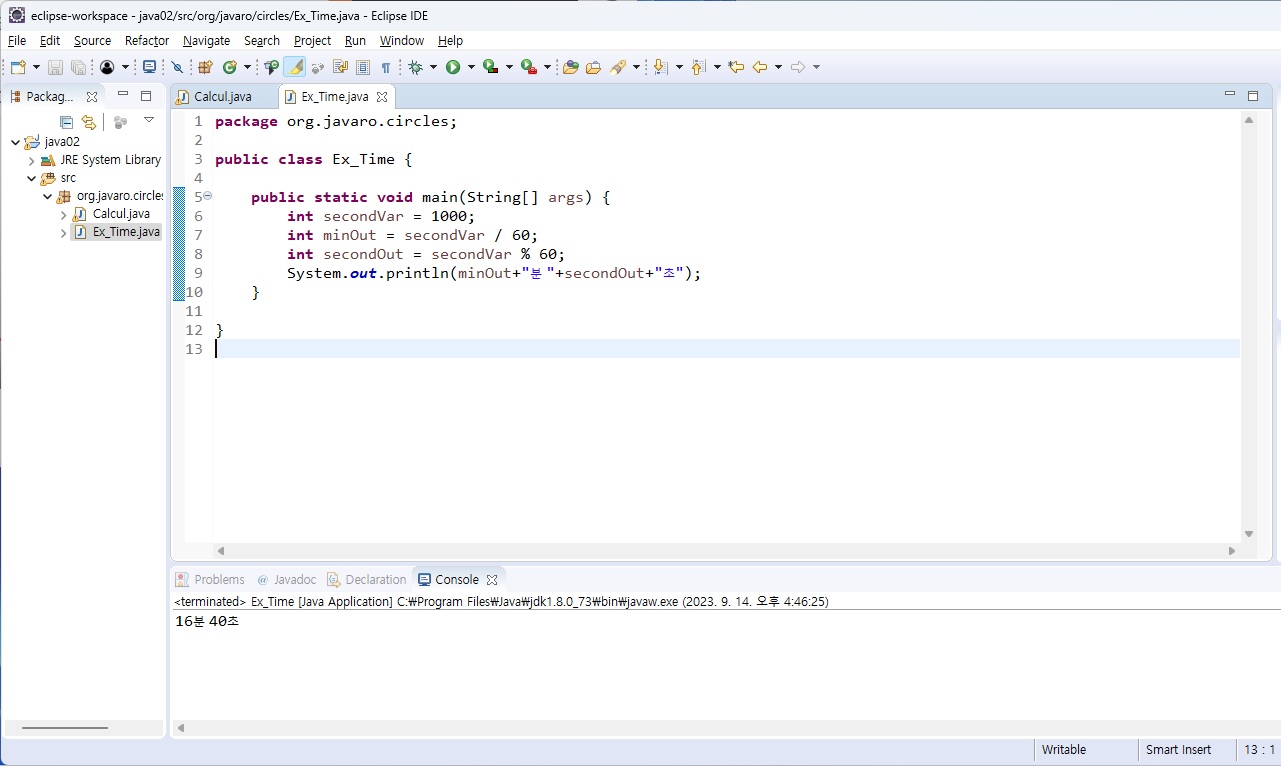 eclipse-workspace - java02/src/org/javaro/circles/Ex_Time.java - Eclipse IDE
File Edit Source Refactor Navigate Search Project Run Window Help
Packag...
java02
JRE System Library
src
org.javaro.circles
Calcul.java
Ex_Time.java
Calcul.java Ex_Time.java
1 package org.javaro.circles;
2
3 public class Ex_Time {
4
5 public static void main(String[] args) {
6 int secondVar = 1000;
7 int minOut = secondVar / 60;
8 int secondOut = secondVar % 60;
9 System.out.println(minOut+"분 "+secondOut+"초");
10 }
11
12 }
13
Problems Javadoc Declaration Console
<terminated> Ex_Time [Java Application] C:₩Program Files₩Java₩jdk1.8.0_73₩bin₩javaw.exe (2023. 9. 14. 오후 4:46:25)
16분 40초
Writable Smart Insert 13 : 1